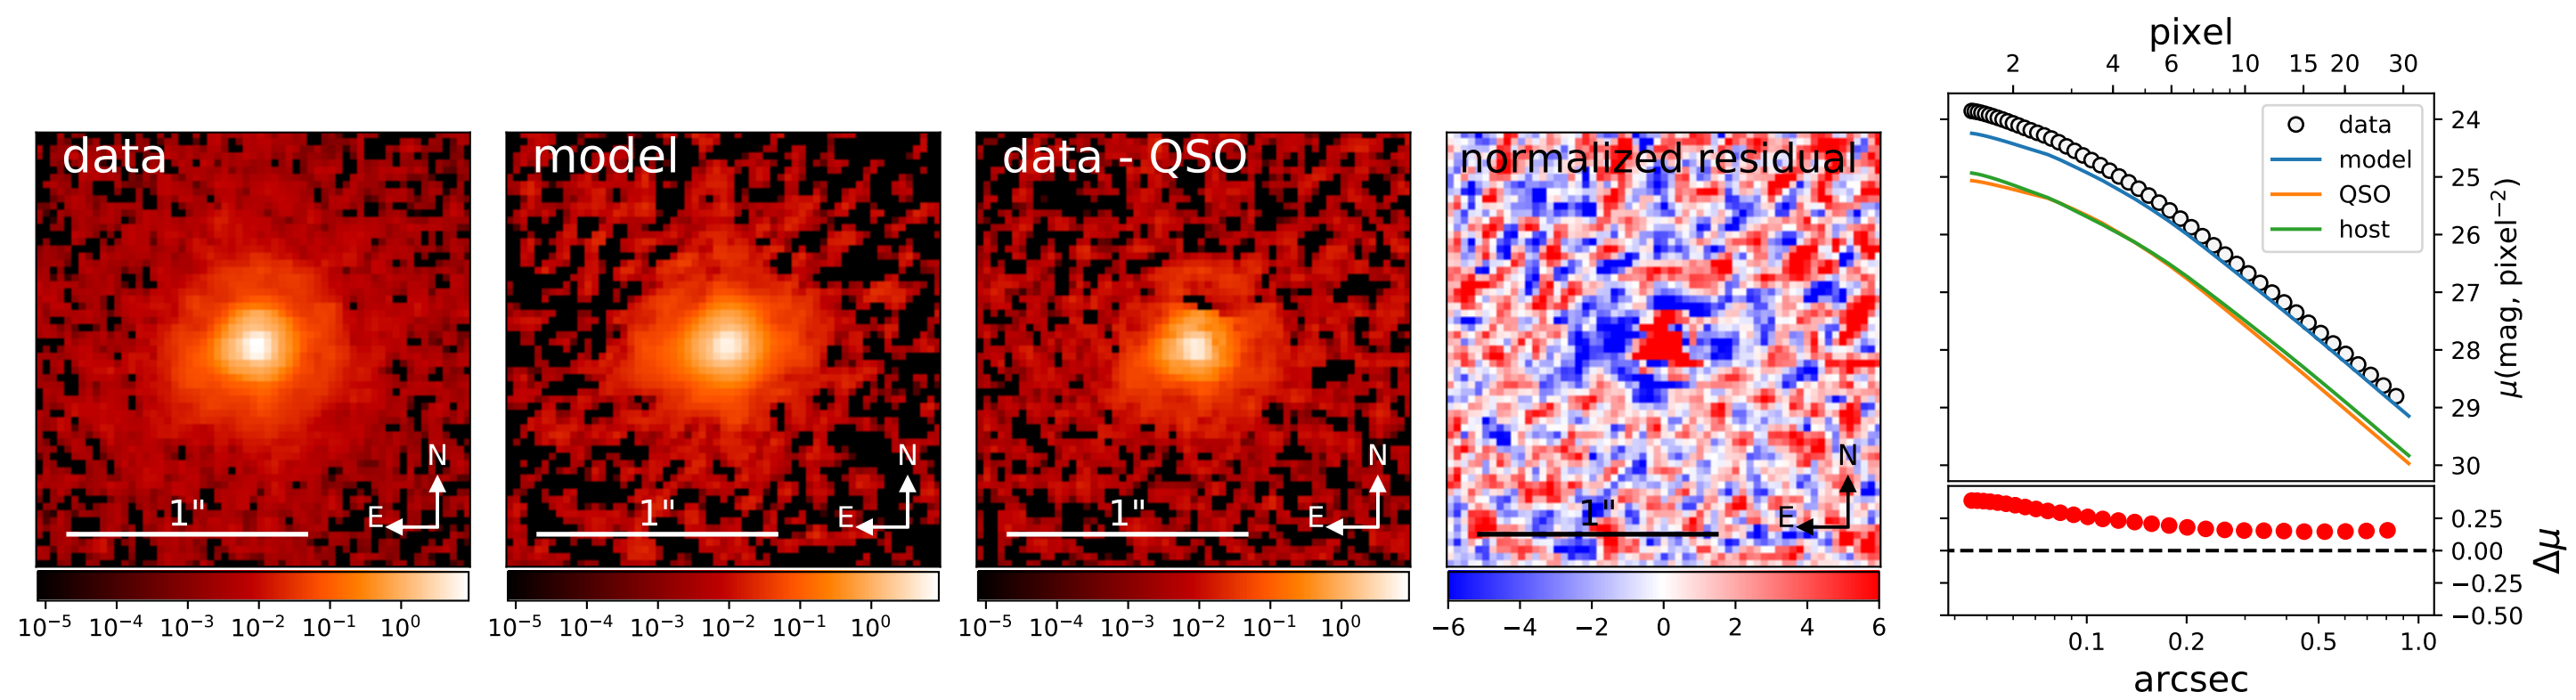 data
1"
N
E
10⁻⁵ 10⁻⁴ 10⁻³ 10⁻² 10⁻¹ 10⁰
model
1"
N
E
10⁻⁵ 10⁻⁴ 10⁻³ 10⁻² 10⁻¹ 10⁰
data - QSO
1"
N
E
10⁻⁵ 10⁻⁴ 10⁻³ 10⁻² 10⁻¹ 10⁰
normalized residual
1"
N
E
−6 −4 −2 0 2 4 6
pixel
2 4 6 10 15 20 30
data
model
QSO
host
24
25
26
27
28
29
30
μ(mag, pixel⁻²)
0.25
0.00
−0.25
−0.50
Δμ
0.1 0.2 0.5 1.0
arcsec